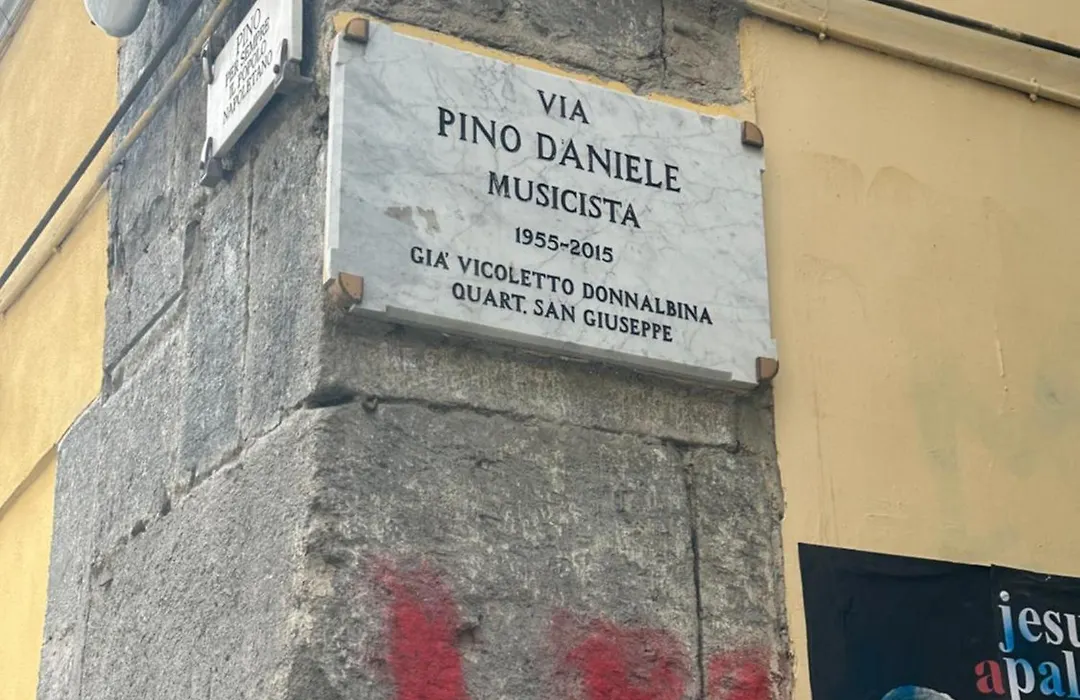 PINO
PER SEMPRE
IL POPOLO
NAPOLETANO
VIA
PINO DANIELE
MUSICISTA
1955-2015
GIA' VICOLETTO DONNALBINA
QUART. SAN GIUSEPPE
jesu
apal